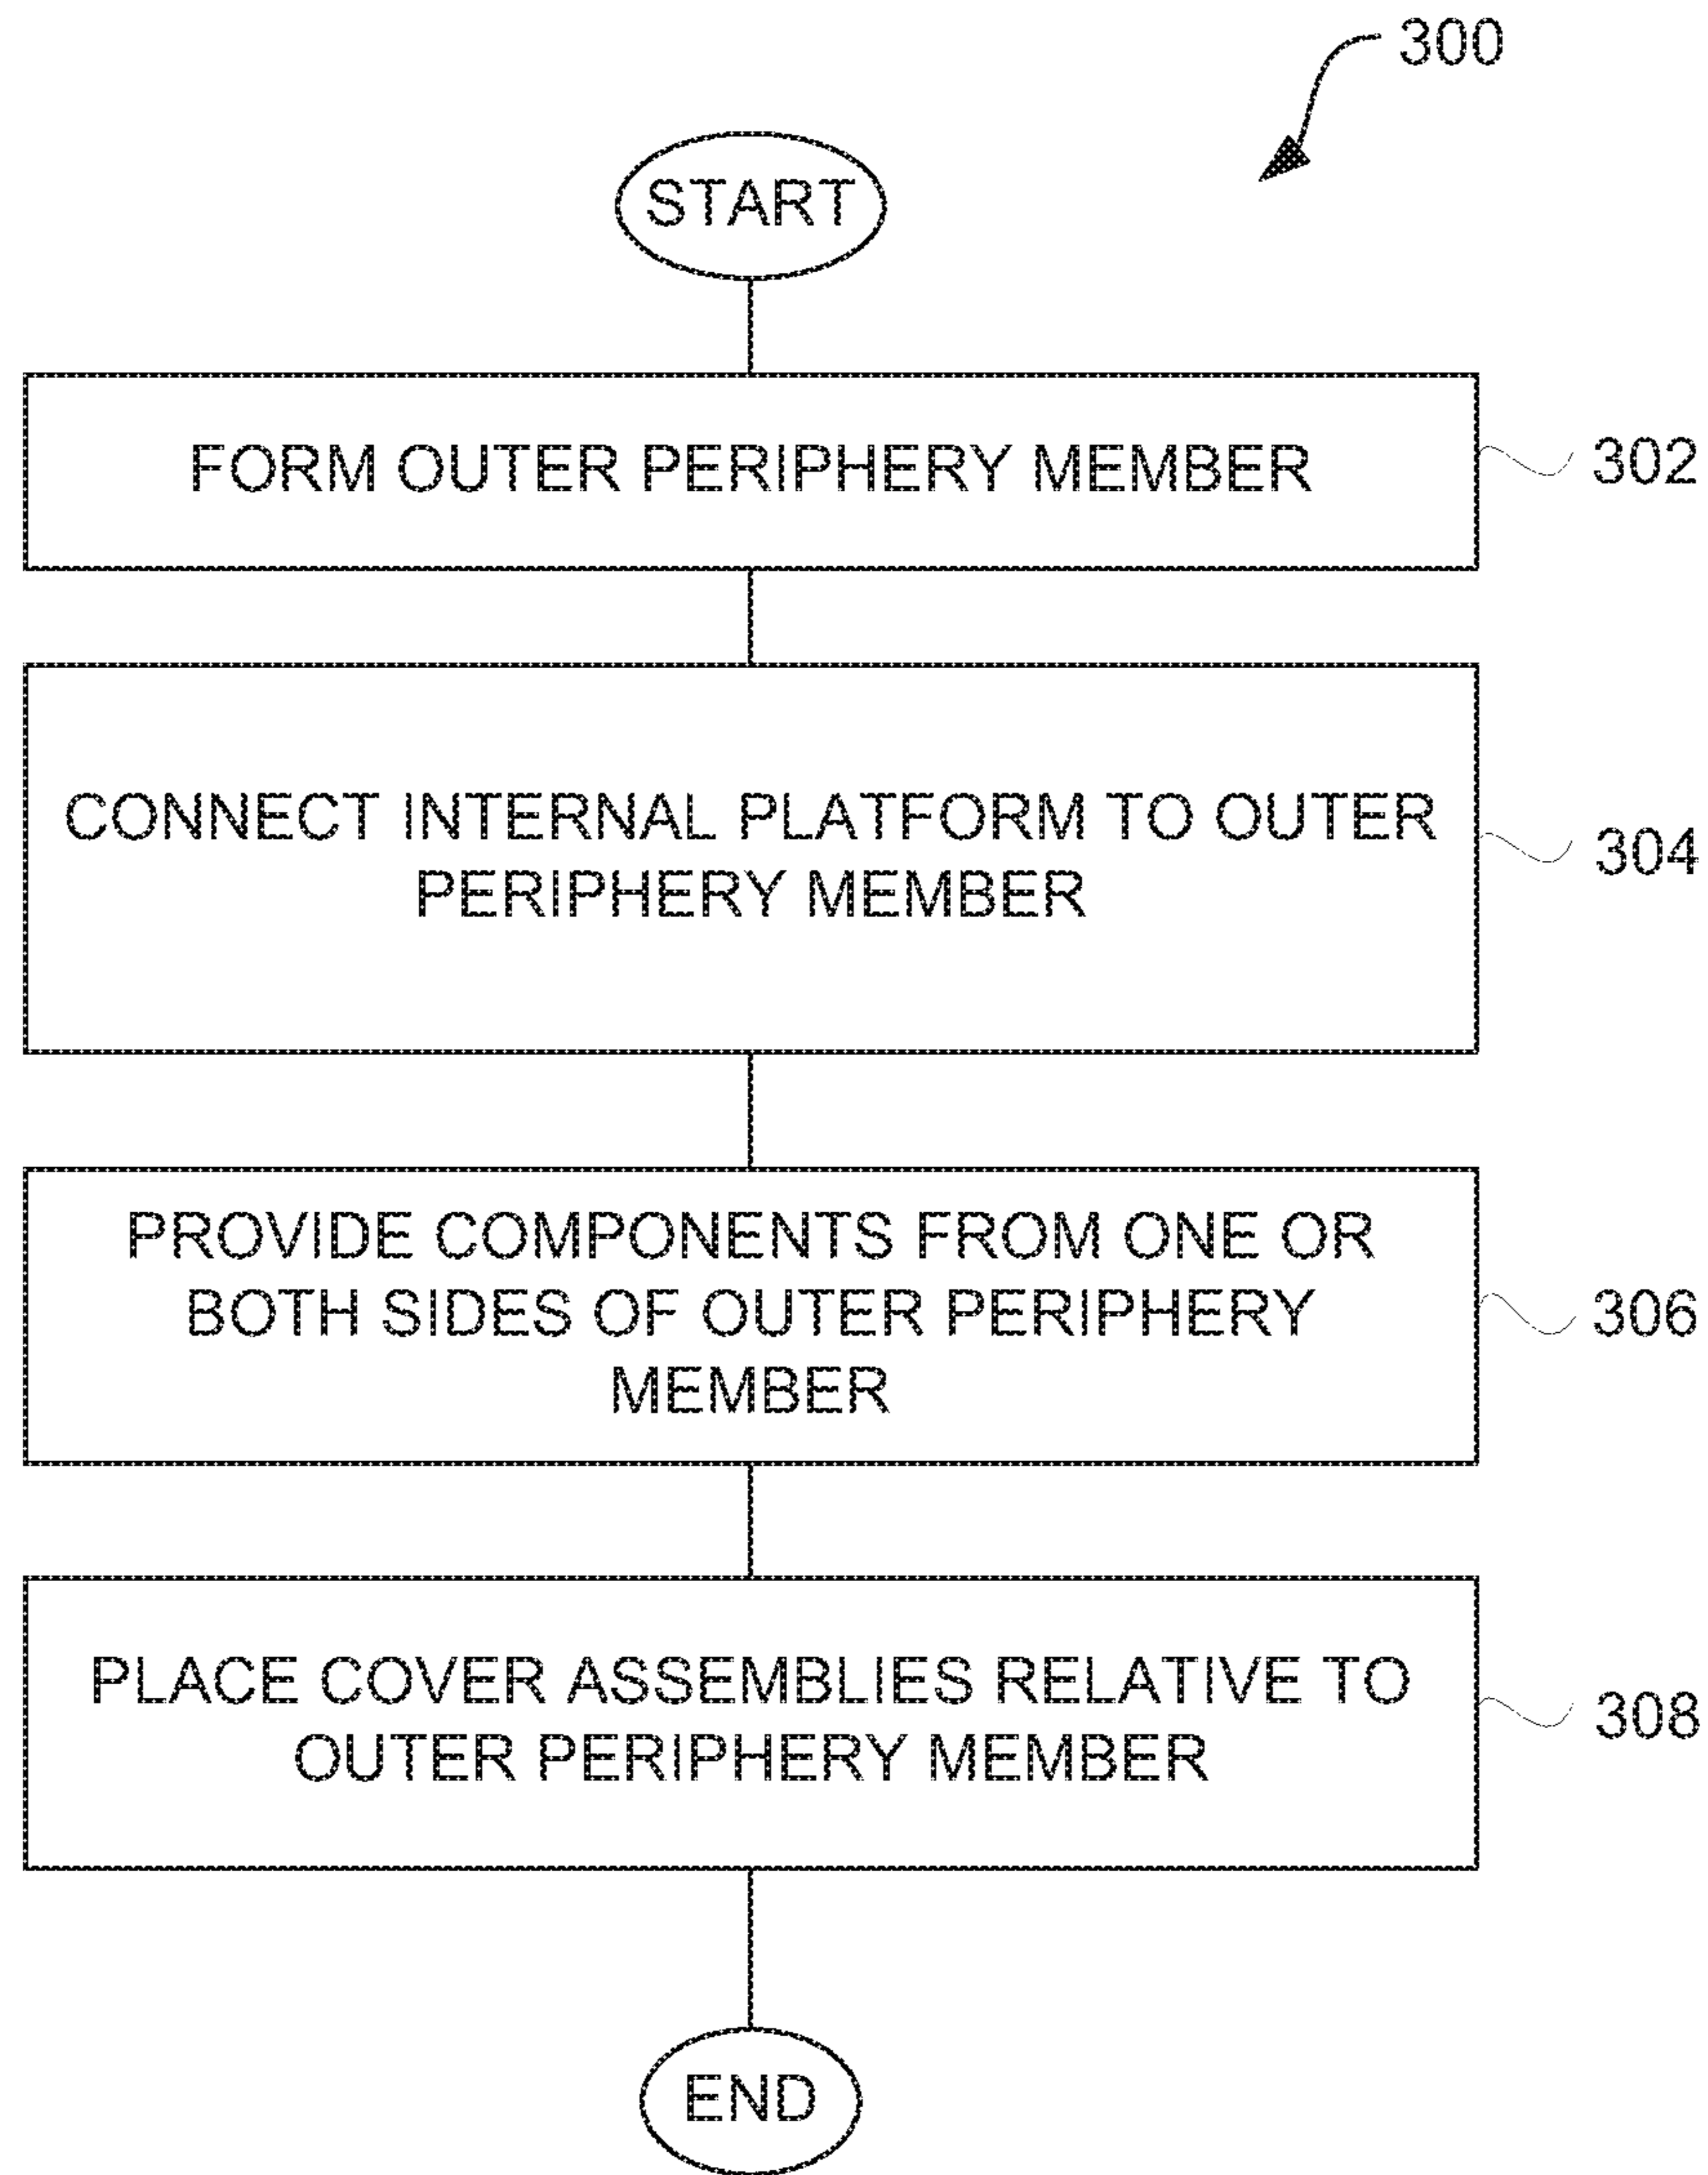 300
START
FORM OUTER PERIPHERY MEMBER
302
CONNECT INTERNAL PLATFORM TO OUTER
PERIPHERY MEMBER
304
PROVIDE COMPONENTS FROM ONE OR
BOTH SIDES OF OUTER PERIPHERY
MEMBER
306
PLACE COVER ASSEMBLIES RELATIVE TO
OUTER PERIPHERY MEMBER
308
END